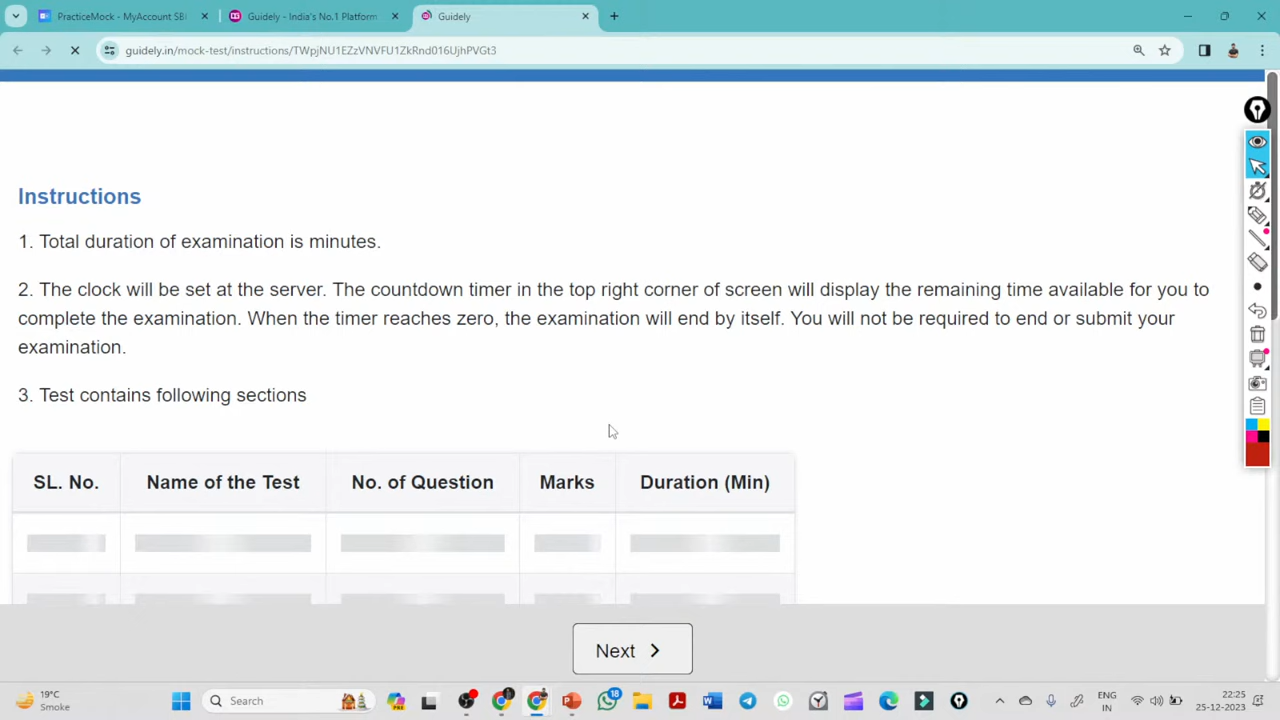 PracticeMock - MyAccount SBI
Guidely - India's No.1 Platform
Guidely
guidely.in/mock-test/instructions/TWpjNU1EZzVNVFU1ZkRnd016UjhPVGt3
Instructions
1. Total duration of examination is minutes.
2. The clock will be set at the server. The countdown timer in the top right corner of screen will display the remaining time available for you to
complete the examination. When the timer reaches zero, the examination will end by itself. You will not be required to end or submit your
examination.
3. Test contains following sections
SL. No. Name of the Test No. of Question Marks Duration (Min)
Next
19°C
Smoke
Search
18
ENG
IN
22:25
25-12-2023